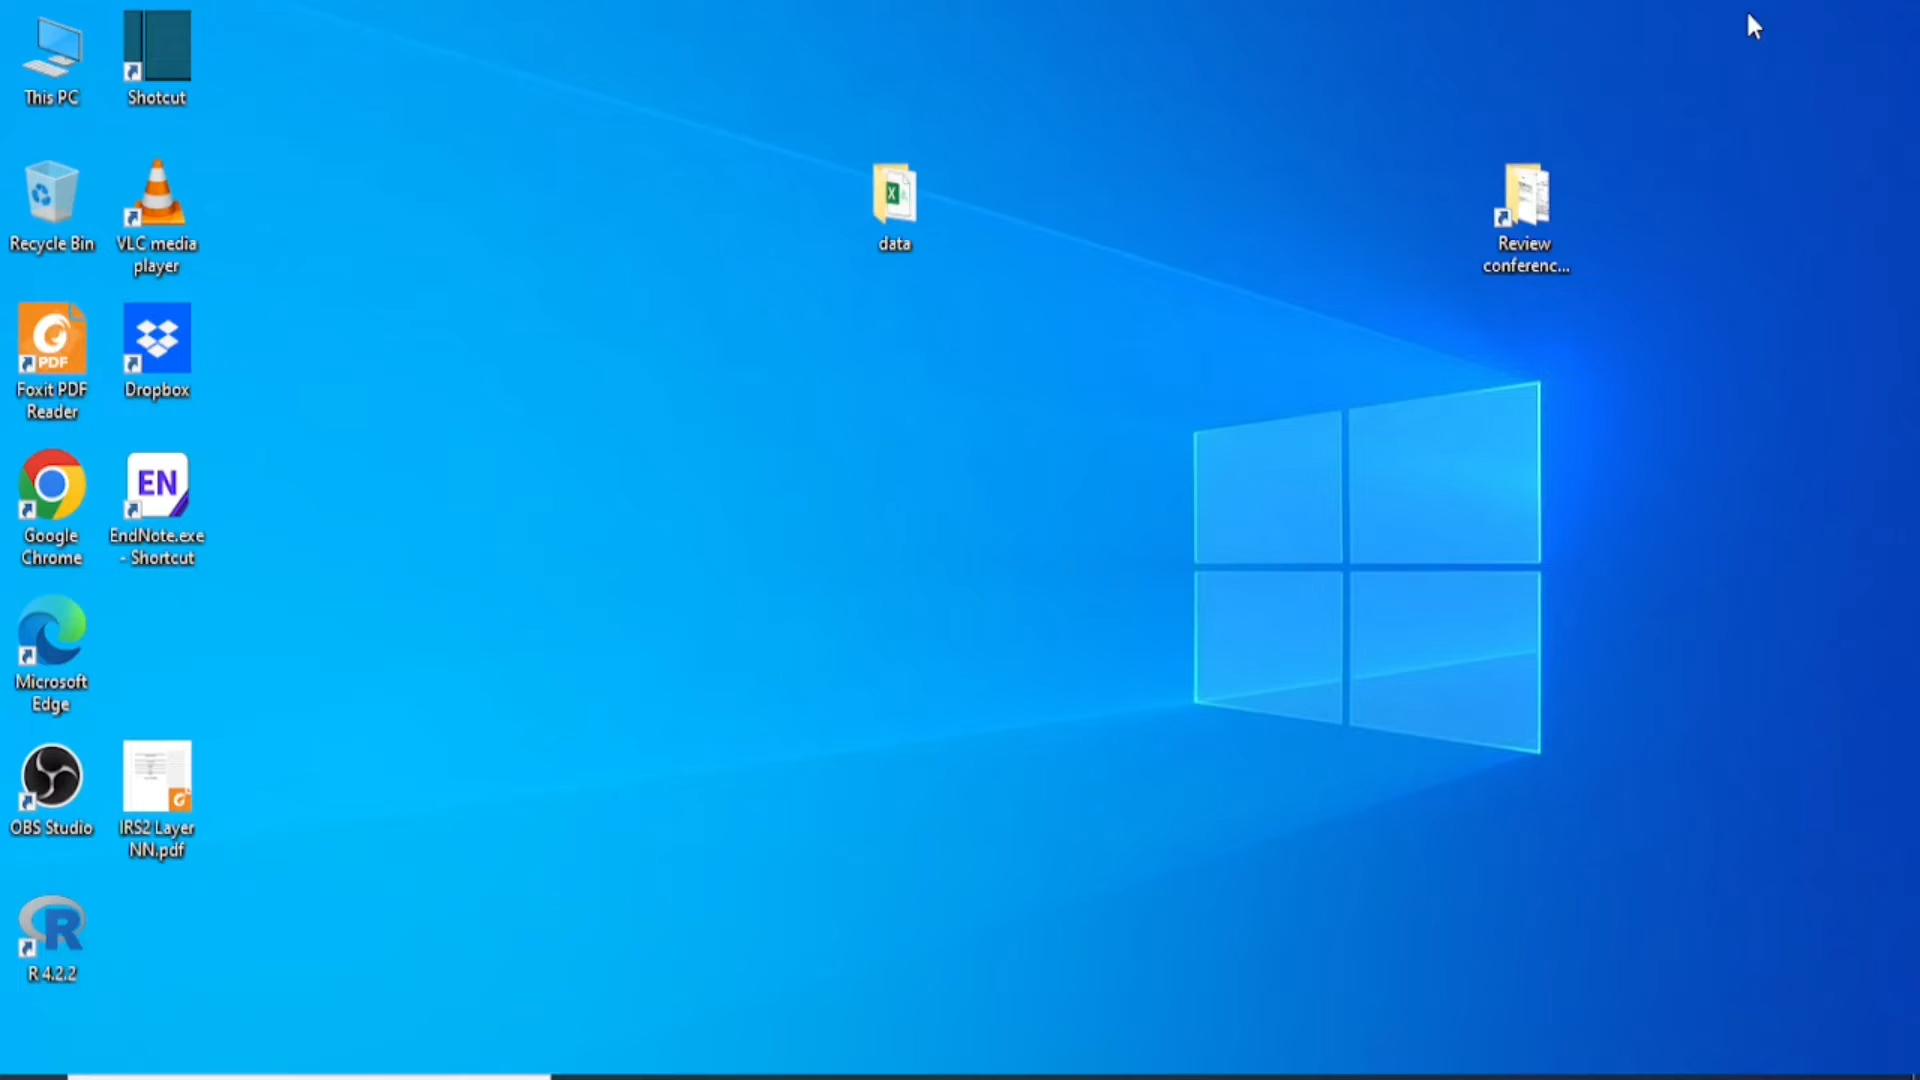 This PC
Shotcut
Recycle Bin
VLC media
player
data
Review
conferenc...
PDF
Foxit PDF
Reader
Dropbox
Google
Chrome
EN
EndNote.exe
- Shortcut
Microsoft
Edge
OBS Studio
IRS2 Layer
NN.pdf
R
R 4.2.2
X